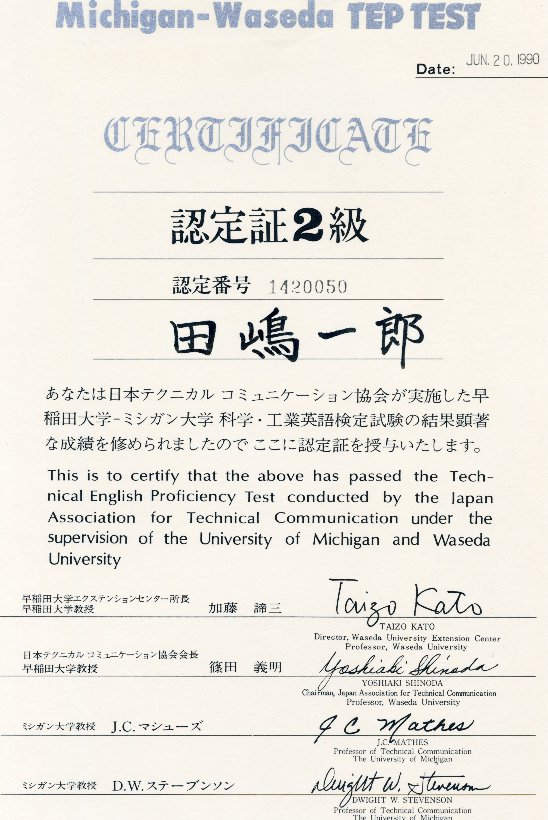 Michigan-Waseda TEP TEST
Date: JUN. 20. 1990
CERTIFICATE
認定証2級
認定番号 1420050
田嶋一郎
あなたは日本テクニカル コミュニケーション協会が実施した早
稲田大学-ミシガン大学 科学・工業英語検定試験の結果顕著
な成績を修められましたので ここに認定証を授与いたします。
This is to certify that the above has passed the Tech-
nical English Proficiency Test conducted by the Japan
Association for Technical Communication under the
supervision of the University of Michigan and Waseda
University
早稲田大学エクステンションセンター所長
早稲田大学教授
加藤 諦三
Taizo Kato
TAIZO KATO
Director, Waseda University Extension Center
Professor, Waseda University
日本テクニカル コミュニケーション協会会長
早稲田大学教授
篠田 義明
Yoshiaki Shinoda
YOSHIAKI SHINODA
Chairman, Japan Association for Technical Communication
Professor, Waseda University
ミシガン大学教授 J.C.マシューズ
J C Mathes
J.C. MATHES
Professor of Technical Communication
The University of Michigan
ミシガン大学教授 D.W.ステーブンソン
Dwight W. Stevenson
DWIGHT W. STEVENSON
Professor of Technical Communication
The University of Michigan